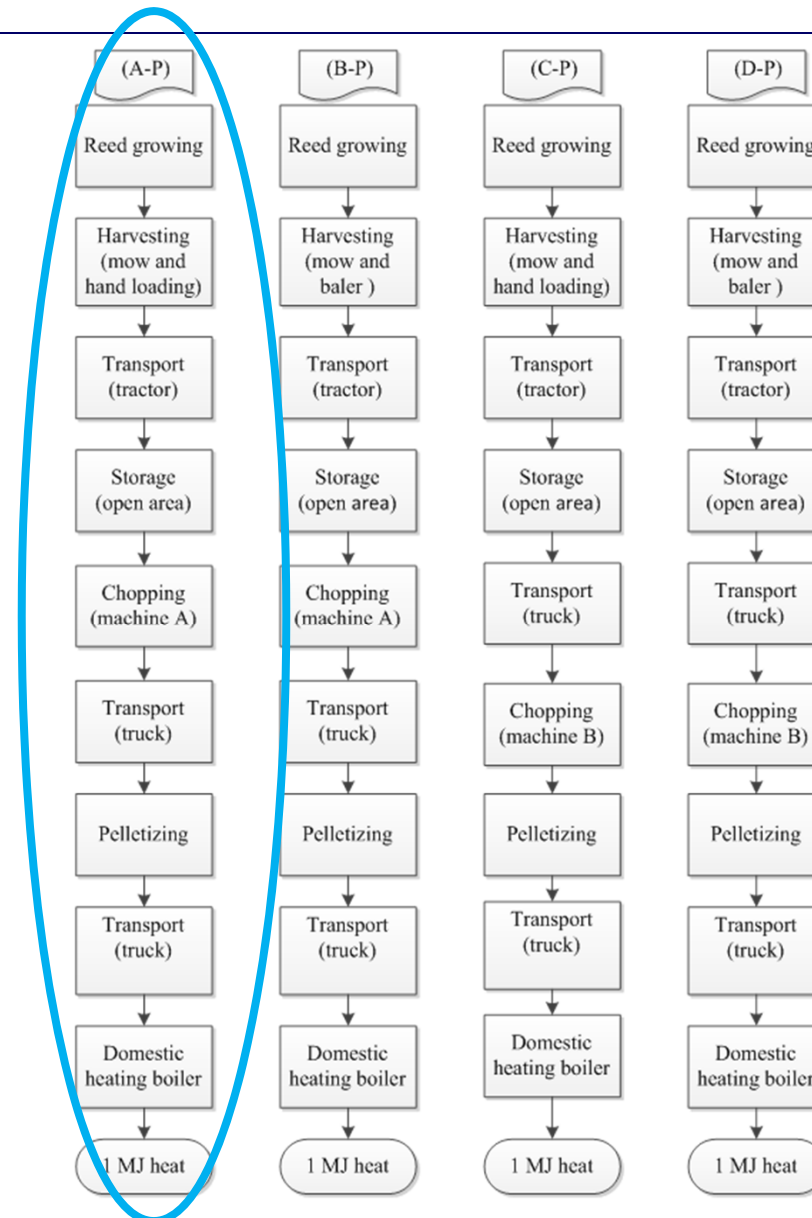 (A-P)
Reed growing
Harvesting
(mow and
hand loading)
Transport
(tractor)
Storage
(open area)
Chopping
(machine A)
Transport
(truck)
Pelletizing
Transport
(truck)
Domestic
heating boiler
1 MJ heat
(B-P)
Reed growing
Harvesting
(mow and
baler )
Transport
(tractor)
Storage
(open area)
Chopping
(machine A)
Transport
(truck)
Pelletizing
Transport
(truck)
Domestic
heating boiler
1 MJ heat
(C-P)
Reed growing
Harvesting
(mow and
hand loading)
Transport
(tractor)
Storage
(open area)
Transport
(truck)
Chopping
(machine B)
Pelletizing
Transport
(truck)
Domestic
heating boiler
1 MJ heat
(D-P)
Reed growing
Harvesting
(mow and
baler )
Transport
(tractor)
Storage
(open area)
Transport
(truck)
Chopping
(machine B)
Pelletizing
Transport
(truck)
Domestic
heating boiler
1 MJ heat